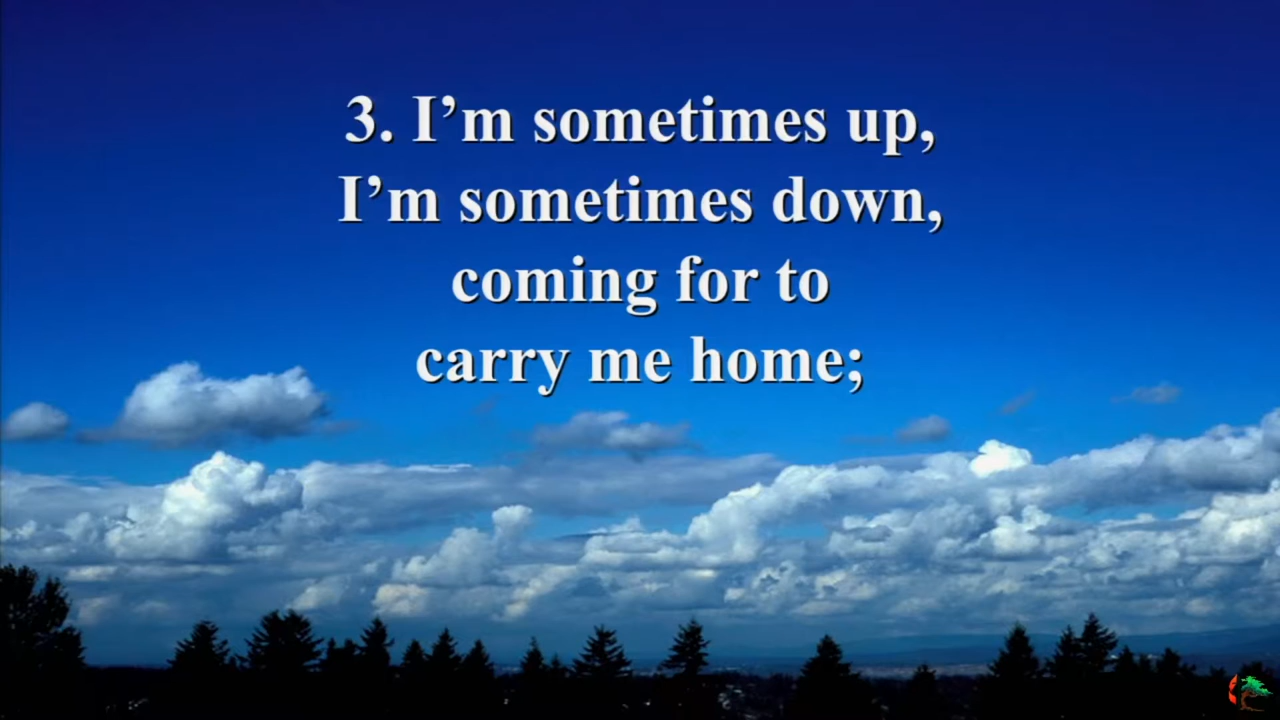 3. I’m sometimes up,
I’m sometimes down,
coming for to
carry me home;